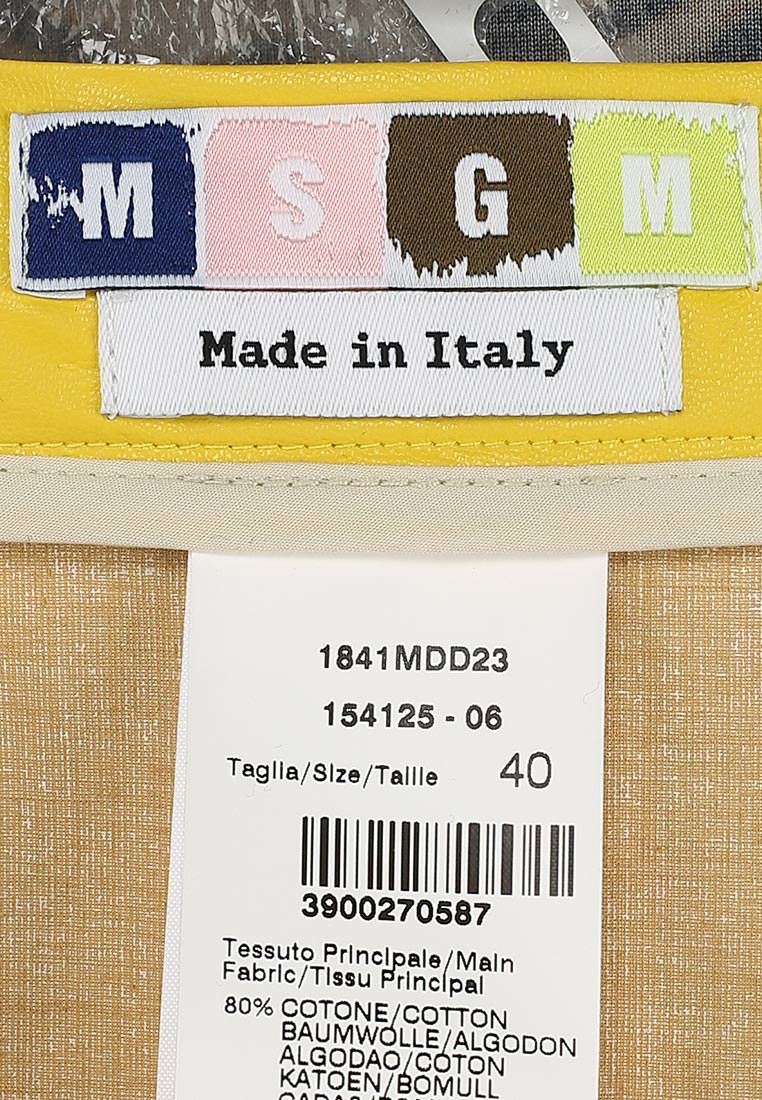 M S G M
Made in Italy
1841MDD23
154125 - 06
Taglia/Size/Taille 40
3900270587
Tessuto Principale/Main
Fabric/Tissu Principal
80% COTONE/COTTON
BAUMWOLLE/ALGODON
ALGODAO/COTON
KATOEN/BOMULL